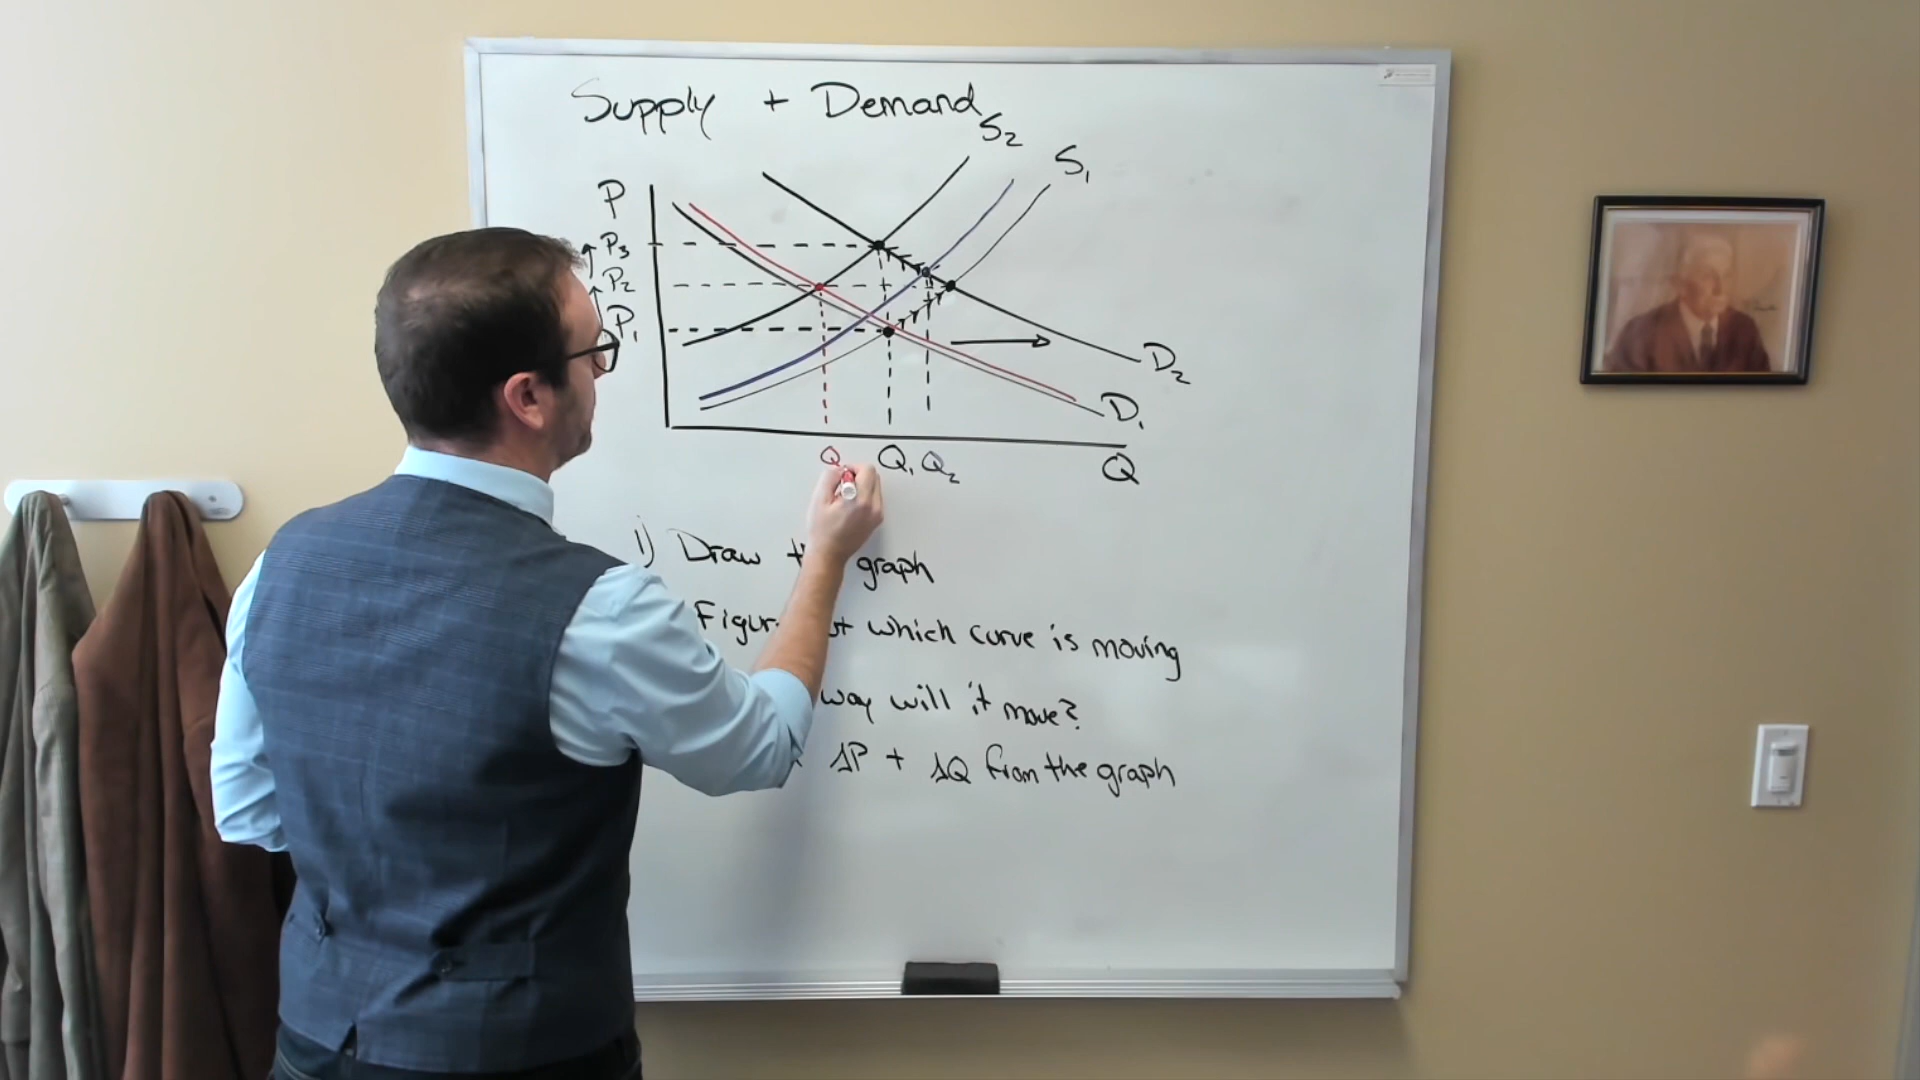 Supply + Demand
S2
S1
P
P3
P2
P1
D2
D1
Q
Q1
Q2
Q
1) Draw graph
Figure which curve is moving
way will it move?
ΔP + ΔQ from the graph